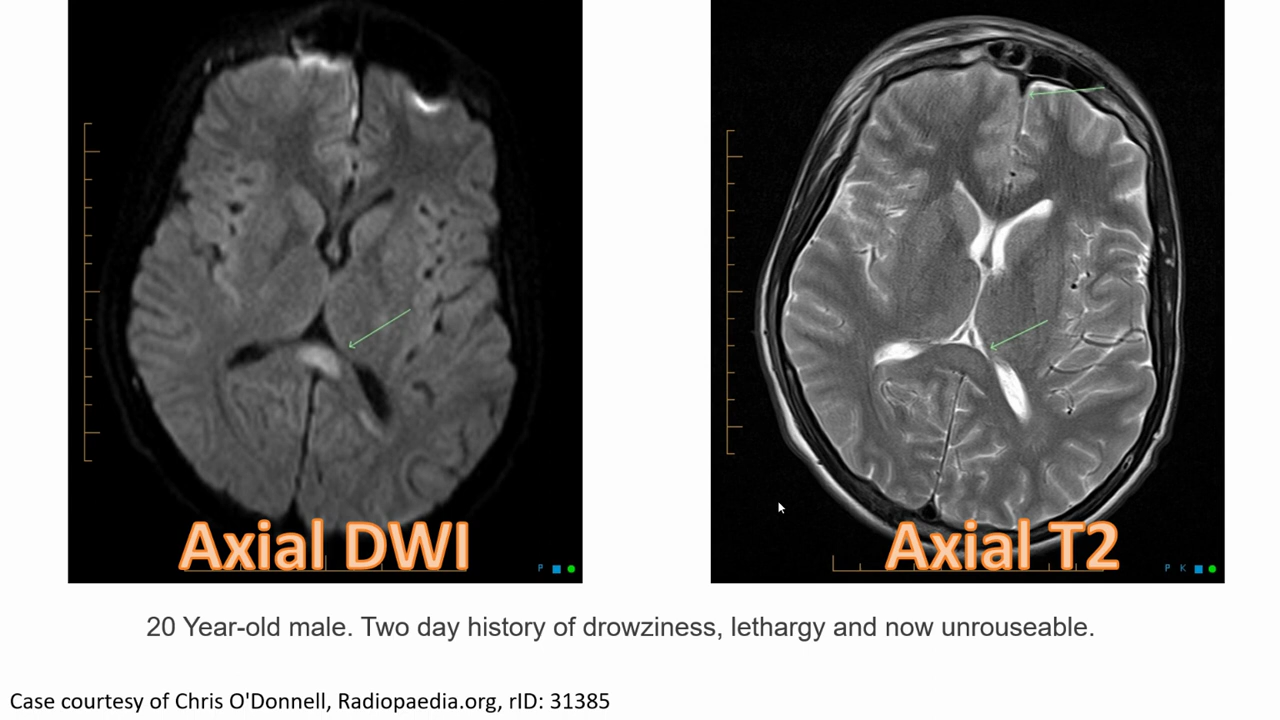 Axial DWI
P
Axial T2
P K
20 Year-old male. Two day history of drowziness, lethargy and now unrouseable.
Case courtesy of Chris O'Donnell, Radiopaedia.org, rID: 31385